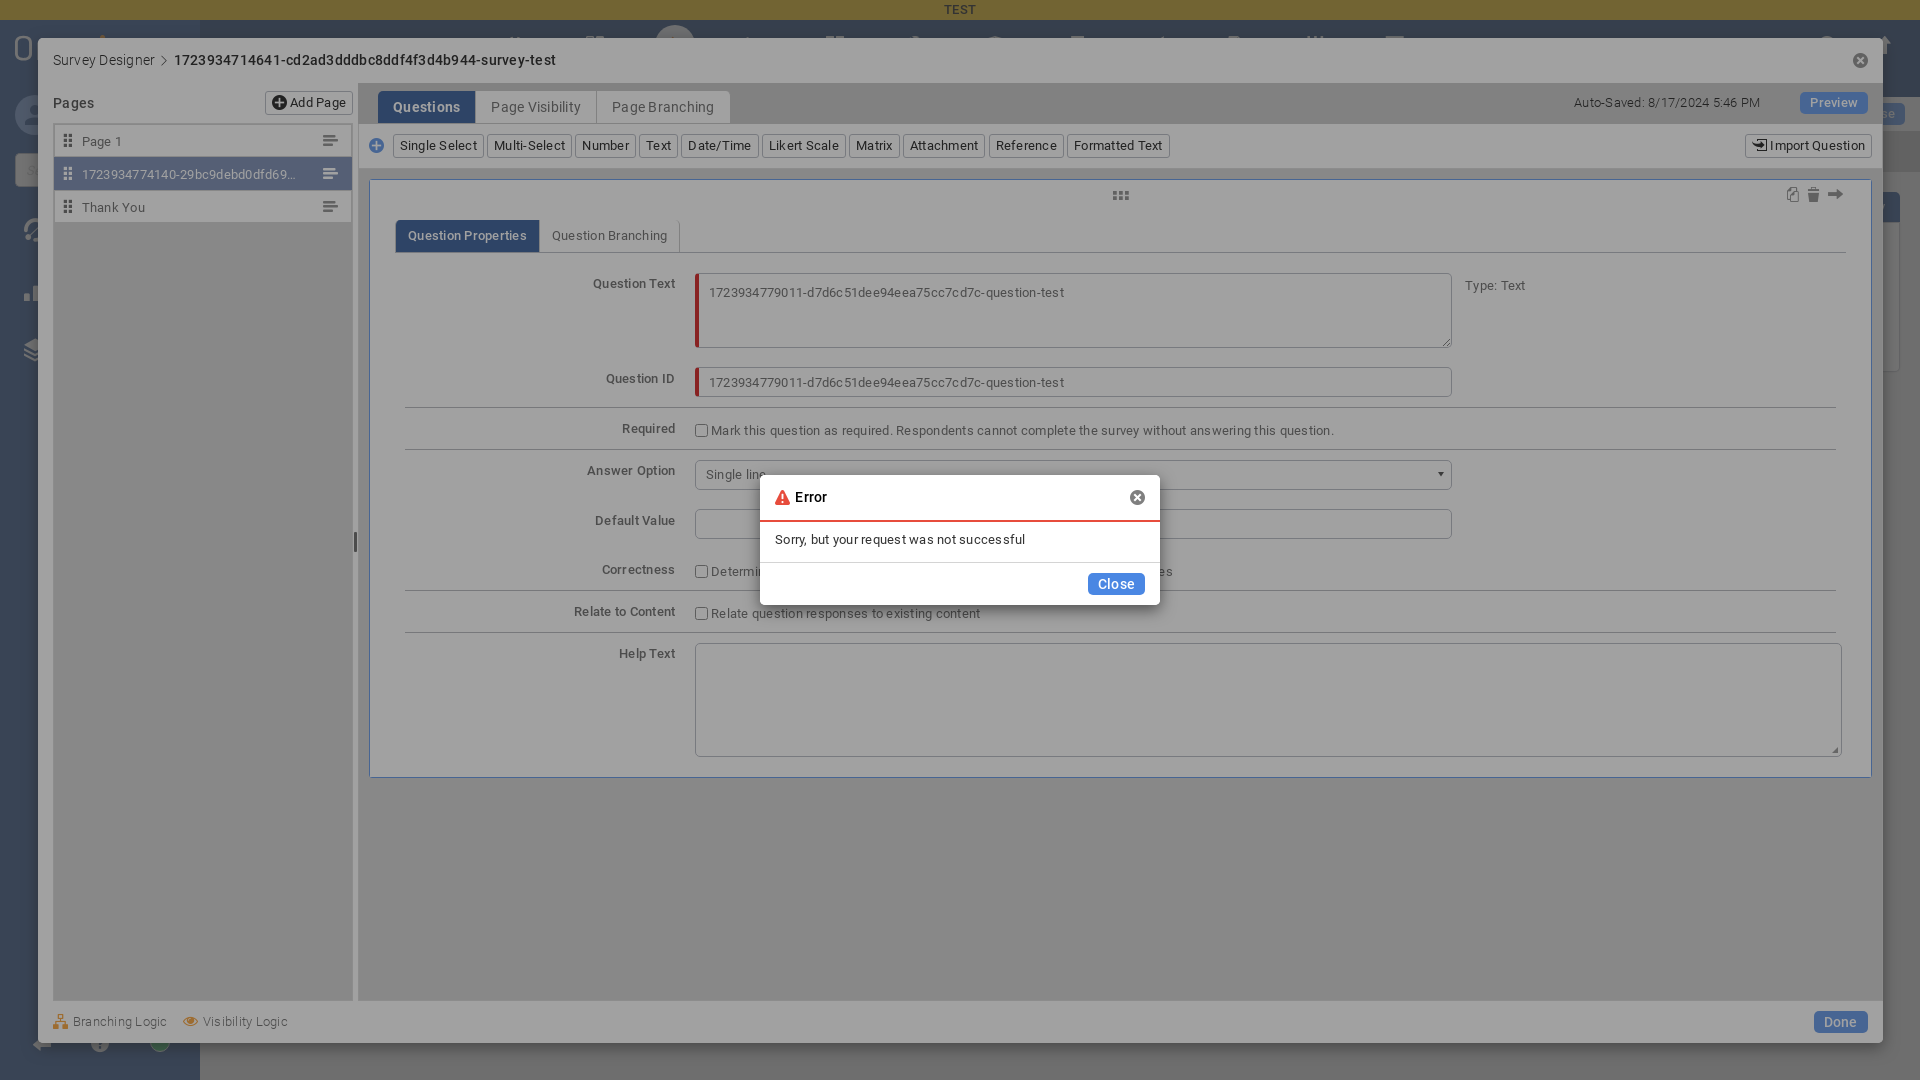 TEST
Survey Designer > 1723934714641-cd2ad3dddbc8ddf4f3d4b944-survey-test
Pages
Add Page
Page 1
1723934774140-29bc9debd0dfd69...
Thank You
Questions
Page Visibility
Page Branching
Auto-Saved: 8/17/2024 5:46 PM
Preview
Single Select
Multi-Select
Number
Text
Date/Time
Likert Scale
Matrix
Attachment
Reference
Formatted Text
Import Question
Question Properties
Question Branching
Question Text
1723934779011-d7d6c51dee94eea75cc7cd7c-question-test
Type: Text
Question ID
1723934779011-d7d6c51dee94eea75cc7cd7c-question-test
Required
Mark this question as required. Respondents cannot complete the survey without answering this question.
Answer Option
Single line
Default Value
Correctness
Relate to Content
Relate question responses to existing content
Help Text
Error
Sorry, but your request was not successful
Close
Branching Logic
Visibility Logic
Done